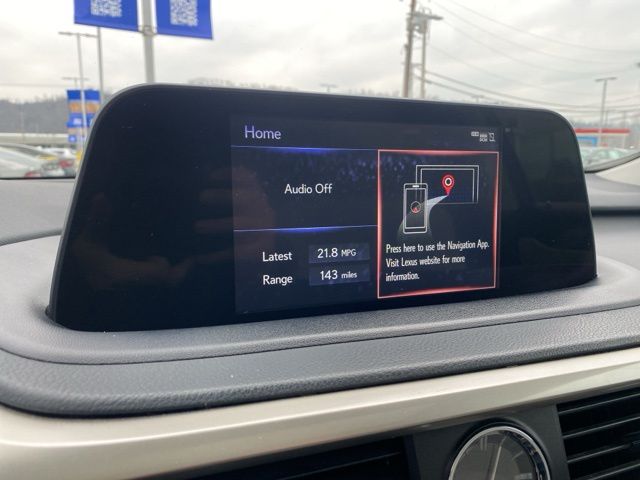 Home
Audio Off
Latest 21.8 MPG
Range 143 miles
Press here to use the Navigation App.
Visit Lexus website for more
information.